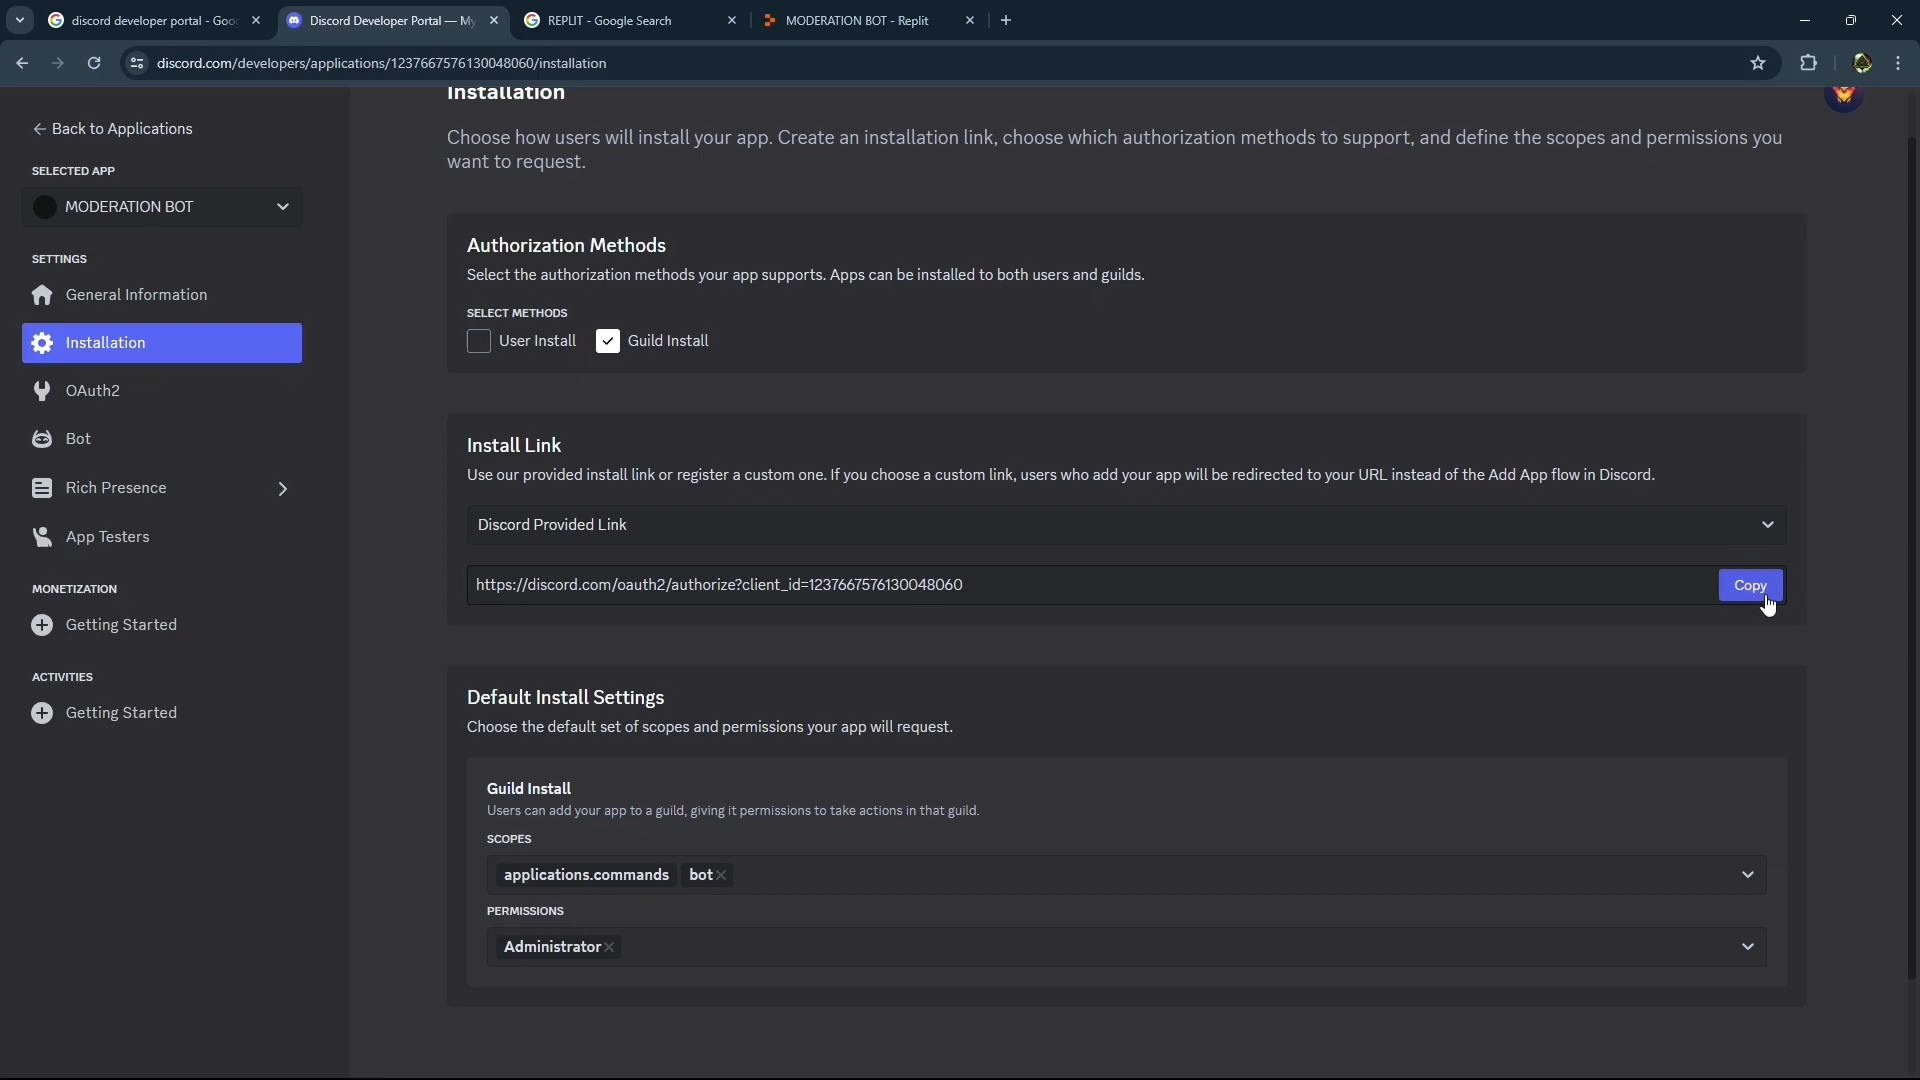 discord developer portal - Goo
Discord Developer Portal — My
REPLIT - Google Search
MODERATION BOT - Replit
discord.com/developers/applications/1237667576130048060/installation
Back to Applications
SELECTED APP
MODERATION BOT
SETTINGS
General Information
Installation
OAuth2
Bot
Rich Presence
App Testers
MONETIZATION
Getting Started
ACTIVITIES
Getting Started
Installation
Choose how users will install your app. Create an installation link, choose which authorization methods to support, and define the scopes and permissions you
want to request.
Authorization Methods
Select the authorization methods your app supports. Apps can be installed to both users and guilds.
SELECT METHODS
User Install Guild Install
Install Link
Use our provided install link or register a custom one. If you choose a custom link, users who add your app will be redirected to your URL instead of the Add App flow in Discord.
Discord Provided Link
https://discord.com/oauth2/authorize?client_id=1237667576130048060 Copy
Default Install Settings
Choose the default set of scopes and permissions your app will request.
Guild Install
Users can add your app to a guild, giving it permissions to take actions in that guild.
SCOPES
applications.commands bot
PERMISSIONS
Administrator